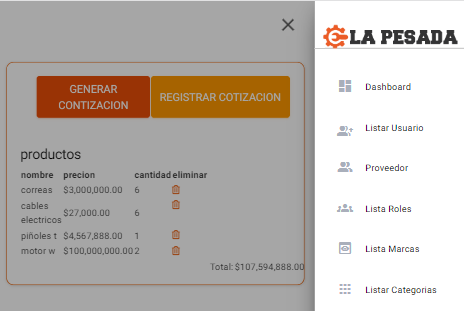 GENERAR
CONTIZACION
REGISTRAR COTIZACION
productos
nombre precion cantidad eliminar
correas $3,000,000.00 6
cables
electricos $27,000.00 6
piñoles t $4,567,888.00 1
motor w $100,000,000.00 2
Total: $107,594,888.00
LA PESADA
Dashboard
Listar Usuario
Proveedor
Lista Roles
Lista Marcas
Listar Categorias